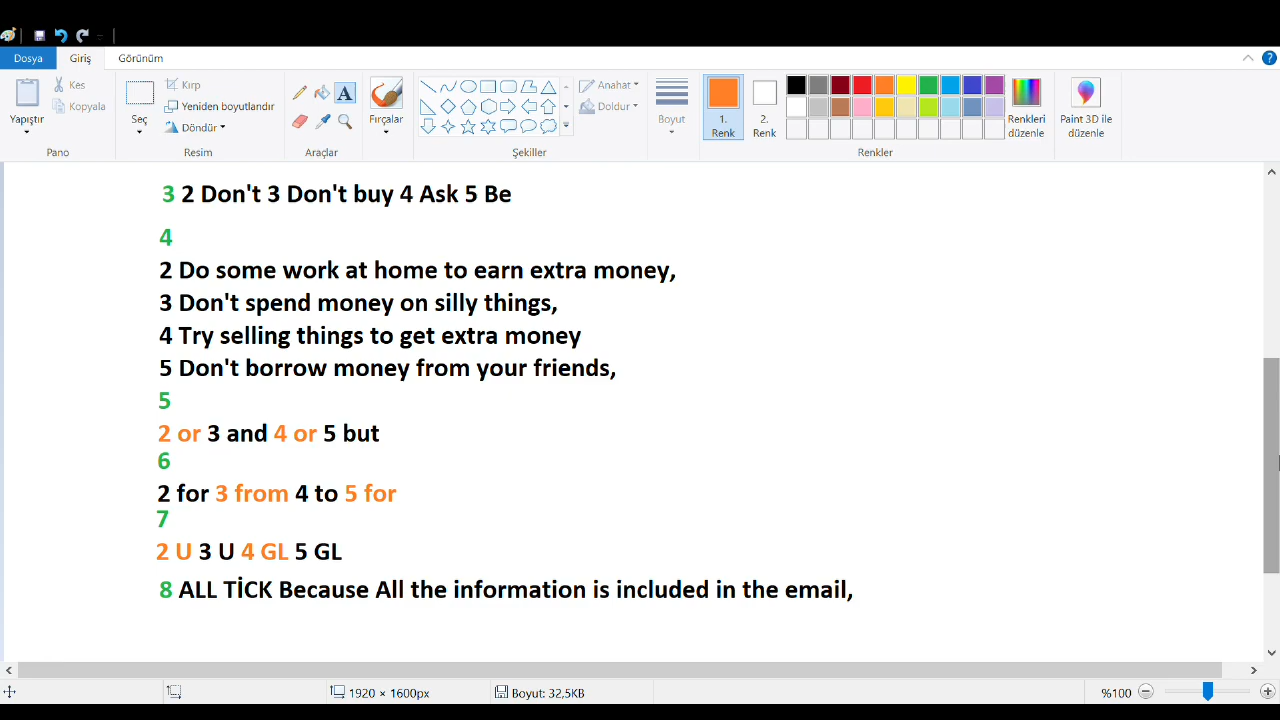 Dosya Giriş Görünüm
Yapıştır
Kes
Kopyala
Pano
Seç
Kırp
Yeniden boyutlandır
Döndür
Resim
A
Araçlar
Fırçalar
Anahat
Doldur
Şekiller
Boyut
1.
Renk
2.
Renk
Renkleri
düzenle
Renkler
Paint 3D ile
düzenle
3 2 Don't 3 Don't buy 4 Ask 5 Be
4
2 Do some work at home to earn extra money,
3 Don't spend money on silly things,
4 Try selling things to get extra money
5 Don't borrow money from your friends,
5
2 or 3 and 4 or 5 but
6
2 for 3 from 4 to 5 for
7
2 U 3 U 4 GL 5 GL
8 ALL TİCK Because All the information is included in the email,
1920 × 1600px Boyut: 32,5KB %100